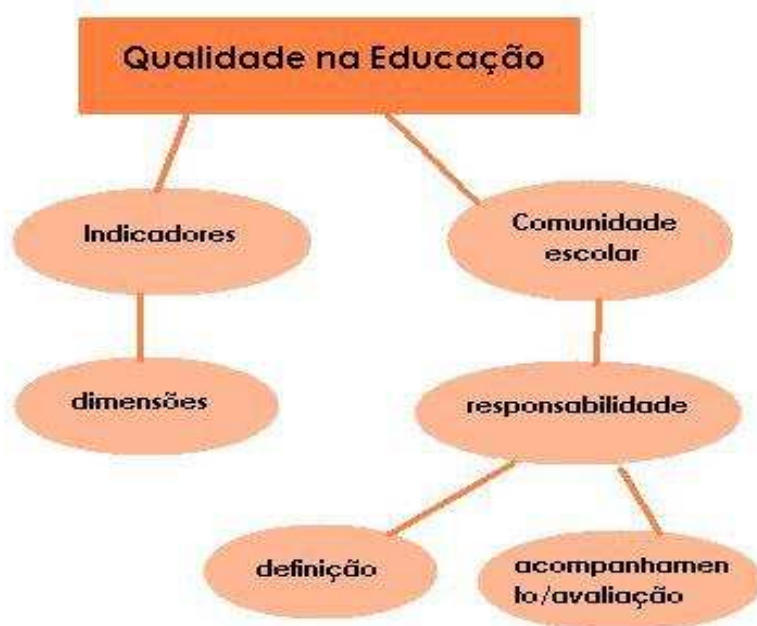 Qualidade na Educação
Indicadores
Comunidade
escolar
dimensões
responsabilidade
definição
acompanhamen
to/avaliação